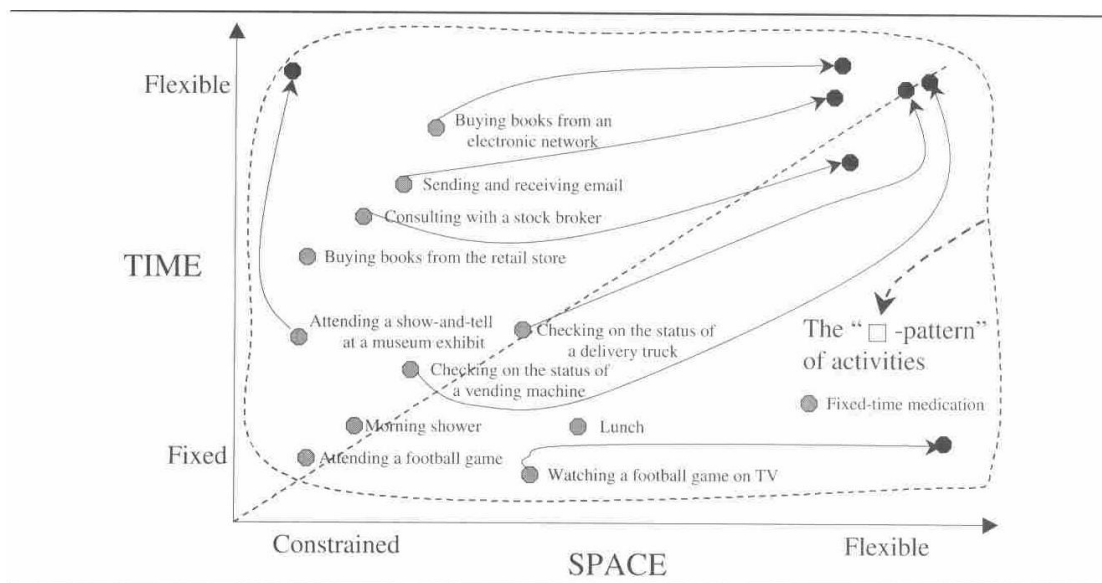 Flexible
Buying books from an
electronic network
Sending and receiving email
Consulting with a stock broker
TIME
Buying books from the retail store
Attending a show-and-tell
at a museum exhibit
Checking on the status of
a delivery truck
The “ □ -pattern”
of activities
Checking on the status of
a vending machine
Fixed-time medication
Morning shower
Lunch
Fixed
Attending a football game
Watching a football game on TV
Constrained
SPACE
Flexible